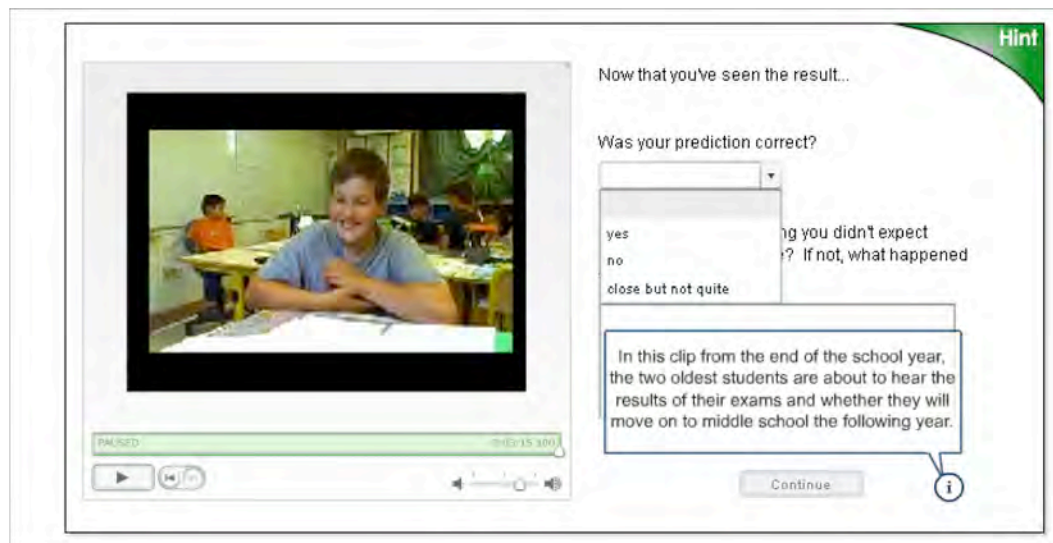 Hint
Now that you've seen the result...
Was your prediction correct?
yes
no
close but not quite
ng you didn't expect
? If not, what happened
In this clip from the end of the school year,
the two oldest students are about to hear the
results of their exams and whether they will
move on to middle school the following year.
PAUSED
Continue
i